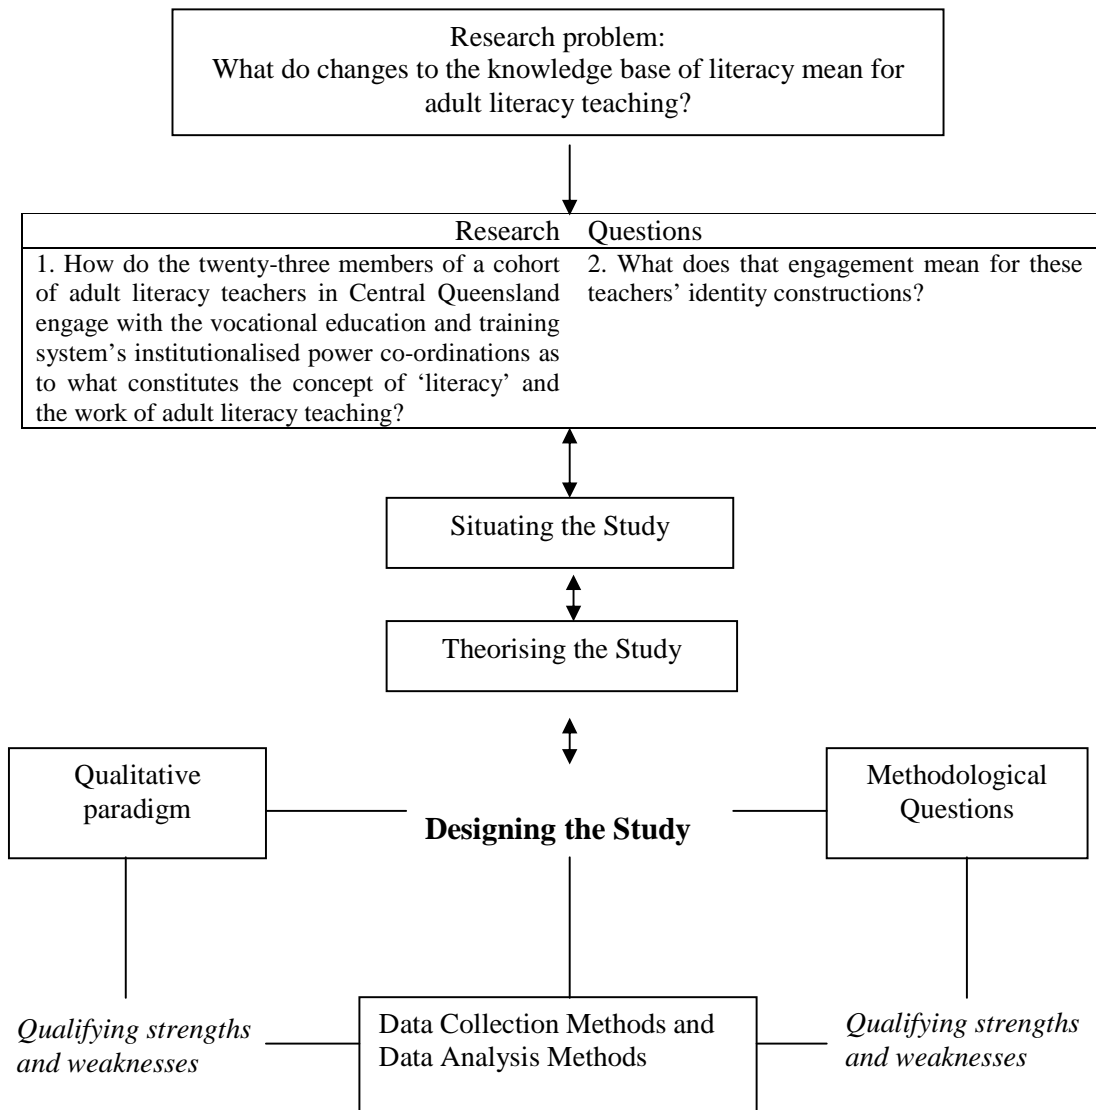 Research problem:
What do changes to the knowledge base of literacy mean for
adult literacy teaching?
Research Questions
1. How do the twenty-three members of a cohort
of adult literacy teachers in Central Queensland
engage with the vocational education and training
system’s institutionalised power co-ordinations as
to what constitutes the concept of ‘literacy’ and
the work of adult literacy teaching?
2. What does that engagement mean for these
teachers’ identity constructions?
Situating the Study
Theorising the Study
Qualitative
paradigm
Designing the Study
Methodological
Questions
Qualifying strengths
and weaknesses
Data Collection Methods and
Data Analysis Methods
Qualifying strengths
and weaknesses